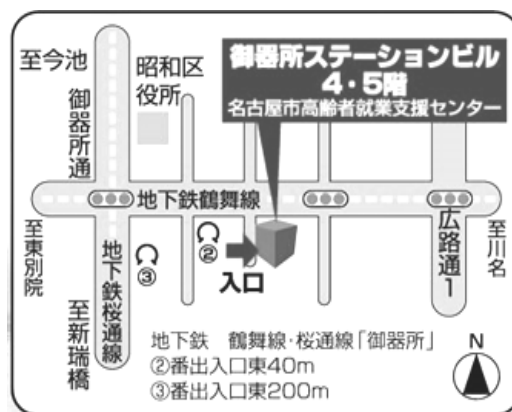 至今池
昭和区
役所
御器所通
御器所ステーションビル
4・5階
名古屋市高齢者就業支援センター
地下鉄鶴舞線
至東別院
地下鉄桜通線
至新瑞橋
③
②
入口
広路通1
至川名
地下鉄 鶴舞線・桜通線「御器所」
②番出入口東40m
③番出入口東200m
N